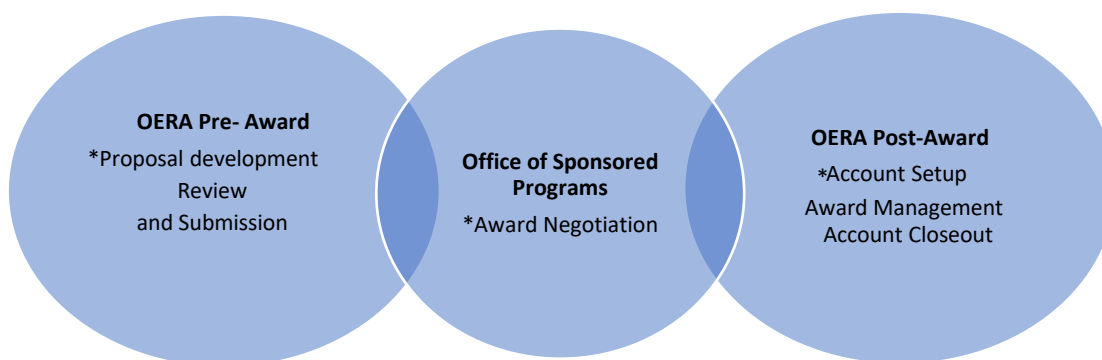 OERA Pre- Award
*Proposal development
Review
and Submission
Office of Sponsored
Programs
*Award Negotiation
OERA Post-Award
*Account Setup
Award Management
Account Closeout